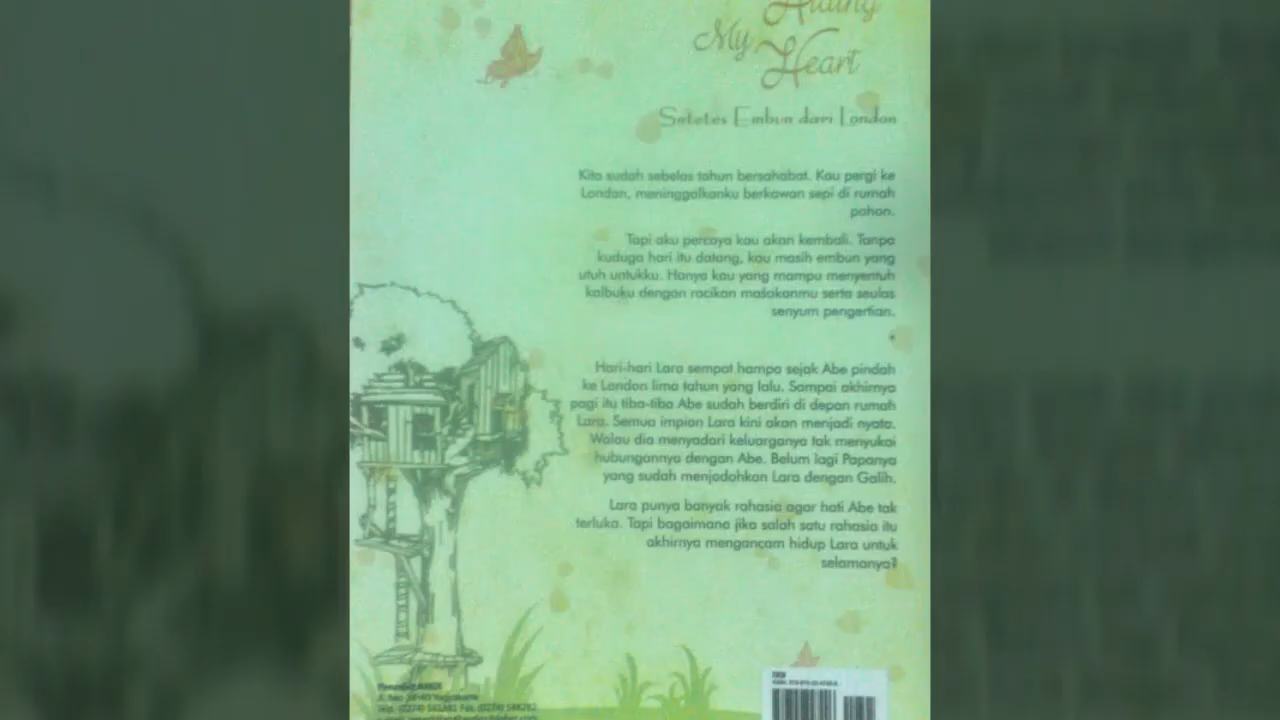 Hiding
My
Heart
Setetes Embun dari London
Kita sudah sebelas tahun bersahabat. Kau pergi ke
London, meninggalkanku berkawan sepi di rumah
pohon.
Tapi aku percaya kau akan kembali. Tanpa
kuduga hari itu datang, kau masih embun yang
utuh untukku. Hanya kau yang mampu menyentuh
kalbuku dengan racikan masakanmu serta seulas
senyum pengertian.
Hari-hari Lara sempat hampa sejak Abe pindah
ke London lima tahun yang lalu. Sampai akhirnya
pagi itu tiba-tiba Abe sudah berdiri di depan rumah
Lara. Semua impian Lara kini akan menjadi nyata.
Walau dia menyadari keluarganya tak menyukai
hubungannya dengan Abe. Belum lagi Papanya
yang sudah menjodohkan Lara dengan Galih.
Lara punya banyak rahasia agar hati Abe tak
terluka. Tapi bagaimana jika salah satu rahasia itu
akhirnya mengancam hidup Lara untuk
selamanya?
Yogyakarta
(0274)